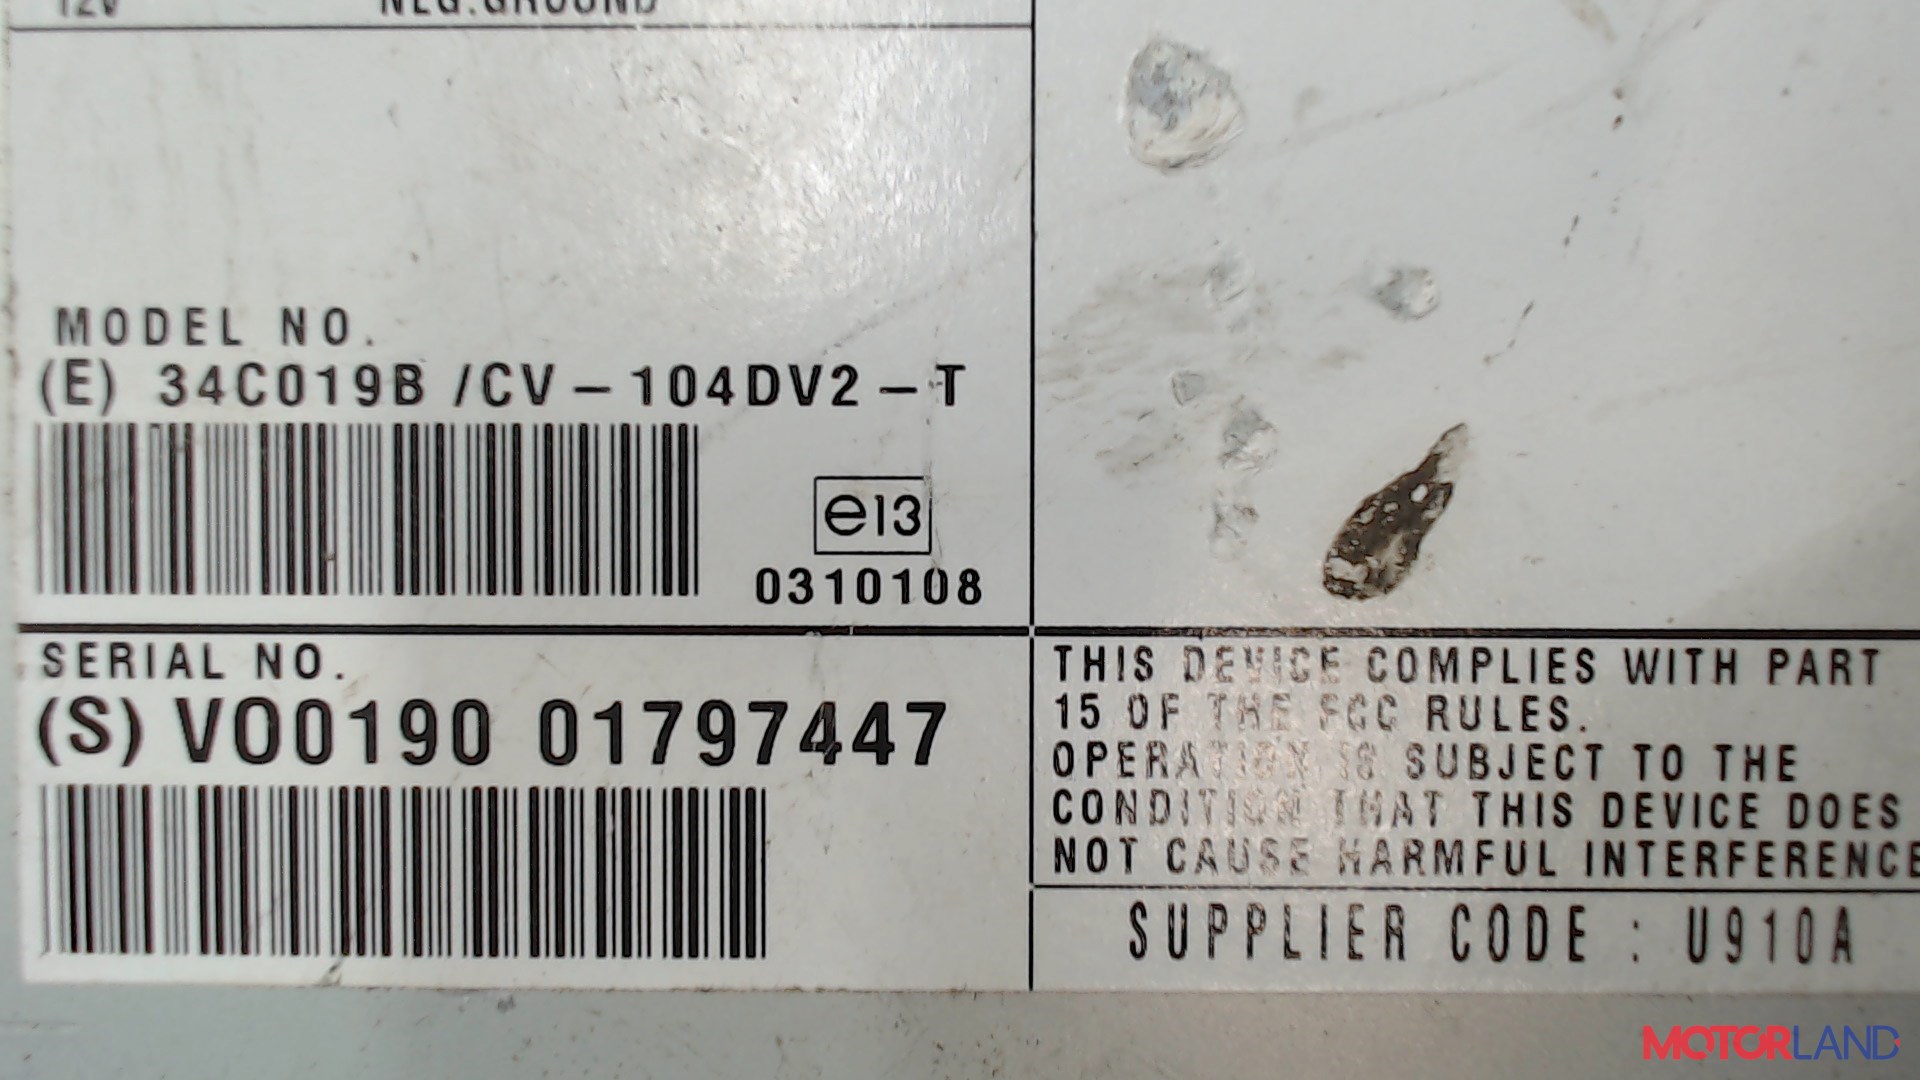 12V NEG.GROUND
MODEL NO.
(E) 34C019B /CV-104DV2-T
e13
0310108
SERIAL NO.
(S) VO0190 01797447
THIS DEVICE COMPLIES WITH PART
15 OF THE FCC RULES.
OPERATION IS SUBJECT TO THE
CONDITION THAT THIS DEVICE DOES
NOT CAUSE HARMFUL INTERFERENCE
SUPPLIER CODE : U910A
MOTORLAND